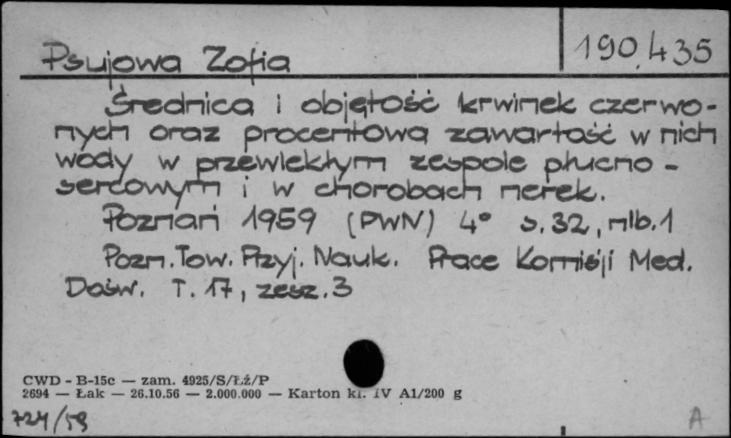 Psujowa Zofia 190.435
Średnica i objętość krwinek czerwo-
nych oraz procentowa zawartość w nich
wody w przewlekłym zespole płucno-
sercowym i w chorobach nerek.
Poznań 1959 (PWN) 4° s. 32, nlb. 1
Pozn. Tow. Przyj. Nauk. Prace Komisji Med.
Dośw. T. 17, zesz. 3
CWD - B-15c — zam. 4925/S/Łź/P
2694 — Łak — 26.10.56 — 2.000.000 — Karton kl. IV A1/200 g
724/59 A